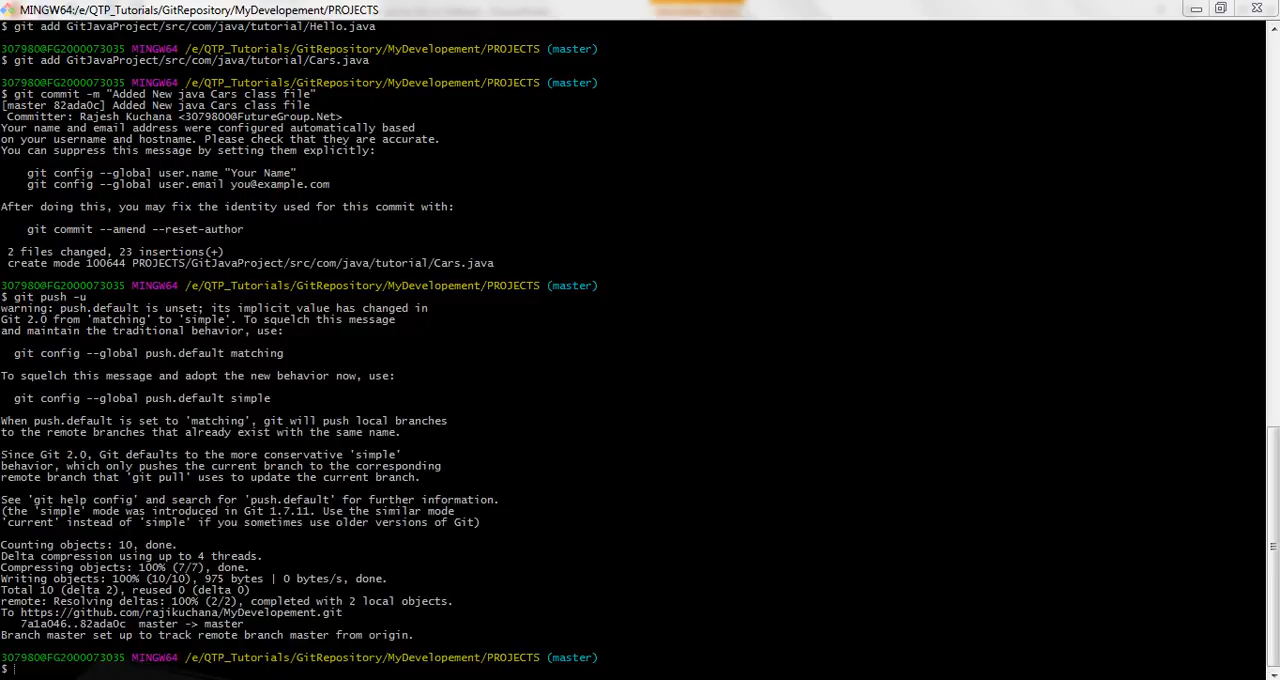 MINGW64:/e/QTP_Tutorials/GitRepository/MyDevelopement/PROJECTS
$ git add GitJavaProject/src/com/java/tutorial/Hello.java
307980@FG2000073035 MINGW64 /e/QTP_Tutorials/GitRepository/MyDevelopement/PROJECTS (master)
$ git add GitJavaProject/src/com/java/tutorial/Cars.java
307980@FG2000073035 MINGW64 /e/QTP_Tutorials/GitRepository/MyDevelopement/PROJECTS (master)
$ git commit -m "Added New java Cars class file"
[master 82ada0c] Added New java Cars class file
Committer: Rajesh Kuchana <3079800@FutureGroup.Net>
Your name and email address were configured automatically based
on your username and hostname. Please check that they are accurate.
You can suppress this message by setting them explicitly:
git config --global user.name "Your Name"
git config --global user.email you@example.com
After doing this, you may fix the identity used for this commit with:
git commit --amend --reset-author
2 files changed, 23 insertions(+)
create mode 100644 PROJECTS/GitJavaProject/src/com/java/tutorial/Cars.java
307980@FG2000073035 MINGW64 /e/QTP_Tutorials/GitRepository/MyDevelopement/PROJECTS (master)
$ git push -u
warning: push.default is unset; its implicit value has changed in
Git 2.0 from 'matching' to 'simple'. To squelch this message
and maintain the traditional behavior, use:
git config --global push.default matching
To squelch this message and adopt the new behavior now, use:
git config --global push.default simple
When push.default is set to 'matching', git will push local branches
to the remote branches that already exist with the same name.
Since Git 2.0, Git defaults to the more conservative 'simple'
behavior, which only pushes the current branch to the corresponding
remote branch that 'git pull' uses to update the current branch.
See 'git help config' and search for 'push.default' for further information.
(the 'simple' mode was introduced in Git 1.7.11. Use the similar mode
'current' instead of 'simple' if you sometimes use older versions of Git)
Counting objects: 10, done.
Delta compression using up to 4 threads.
Compressing objects: 100% (7/7), done.
Writing objects: 100% (10/10), 975 bytes | 0 bytes/s, done.
Total 10 (delta 2), reused 0 (delta 0)
remote: Resolving deltas: 100% (2/2), completed with 2 local objects.
To https://github.com/rajikuchana/MyDevelopement.git
7a1a046..82ada0c  master -> master
Branch master set up to track remote branch master from origin.
307980@FG2000073035 MINGW64 /e/QTP_Tutorials/GitRepository/MyDevelopement/PROJECTS (master)
$